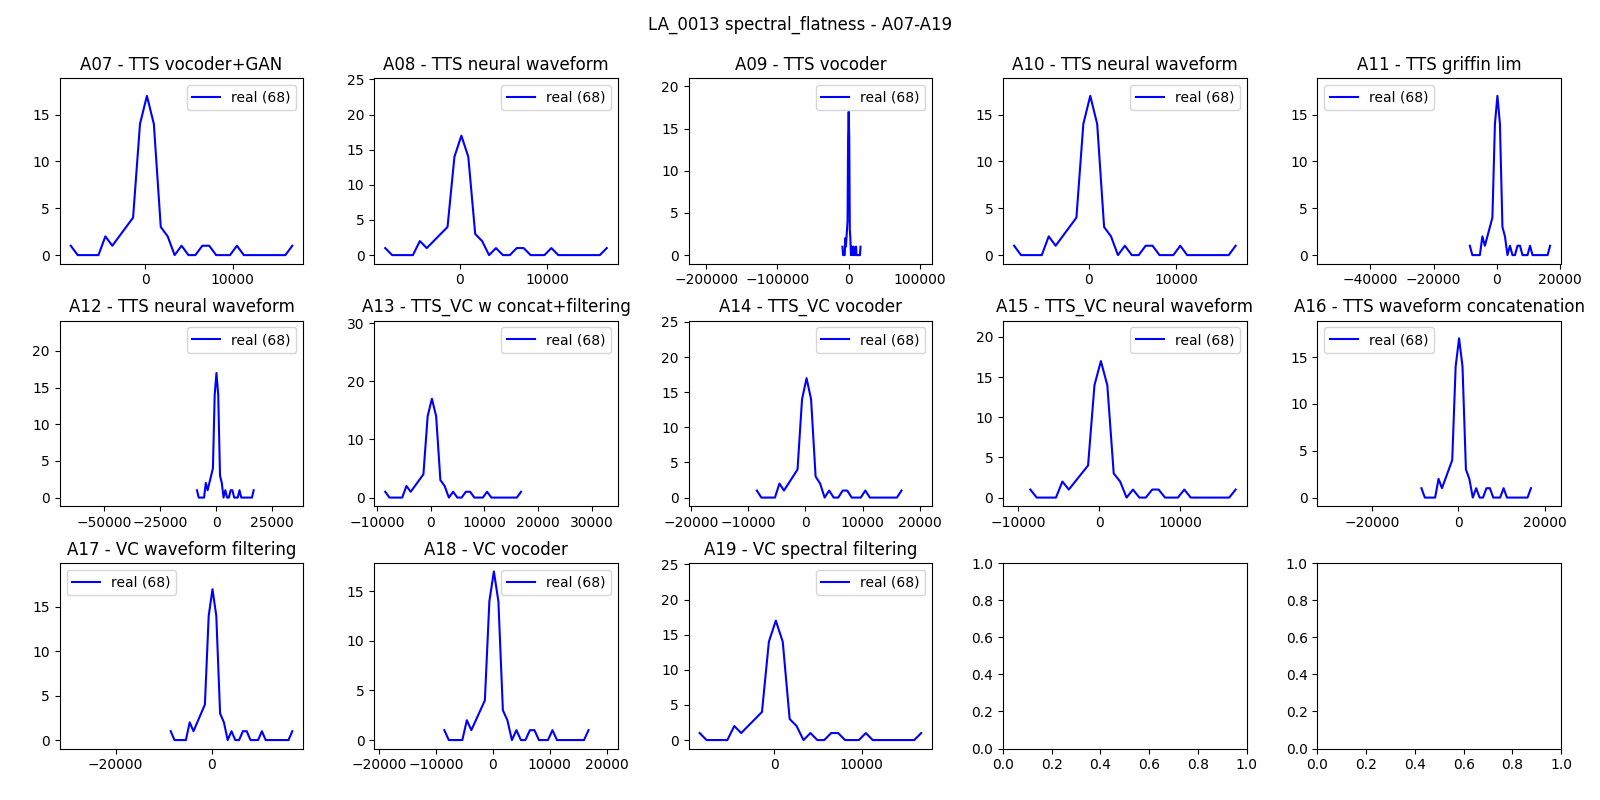 LA_0013 spectral_flatness - A07-A19
A07 - TTS vocoder+GAN
real (68)
15
10
5
0
0 10000
A08 - TTS neural waveform
real (68)
25
20
15
10
5
0
0 10000
A09 - TTS vocoder
real (68)
20
15
10
5
0
−200000 −100000 0 100000
A10 - TTS neural waveform
real (68)
15
10
5
0
0 10000
A11 - TTS griffin lim
real (68)
15
10
5
0
−40000 −20000 0 20000
A12 - TTS neural waveform
real (68)
20
15
10
5
0
−50000 −25000 0 25000
A13 - TTS_VC w concat+filtering
real (68)
30
20
10
0
−10000 0 10000 20000 30000
A14 - TTS_VC vocoder
real (68)
25
20
15
10
5
0
−20000 −10000 0 10000 20000
A15 - TTS_VC neural waveform
real (68)
20
15
10
5
0
−10000 0 10000
A16 - TTS waveform concatenation
real (68)
15
10
5
0
−20000 0 20000
A17 - VC waveform filtering
real (68)
15
10
5
0
−20000 0
A18 - VC vocoder
real (68)
15
10
5
0
−20000 −10000 0 10000 20000
A19 - VC spectral filtering
real (68)
25
20
15
10
5
0
0 10000
1.0
0.8
0.6
0.4
0.2
0.0
0.0 0.2 0.4 0.6 0.8 1.0
1.0
0.8
0.6
0.4
0.2
0.0
0.0 0.2 0.4 0.6 0.8 1.0